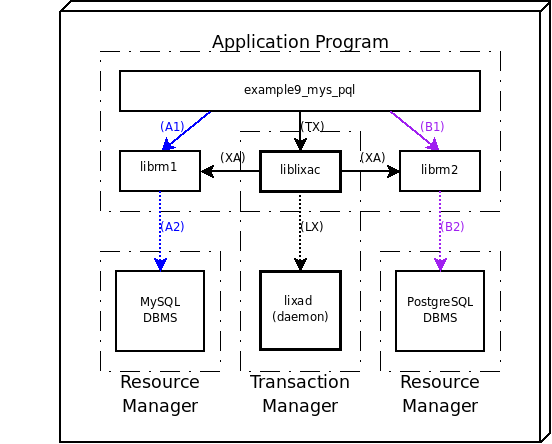 Application Program
example9_mys_pql
(A1)
(TX)
(B1)
librm1
(XA)
liblixac
(XA)
librm2
(A2)
(LX)
(B2)
MySQL
DBMS
lixad
(daemon)
PostgreSQL
DBMS
Resource
Manager
Transaction
Manager
Resource
Manager